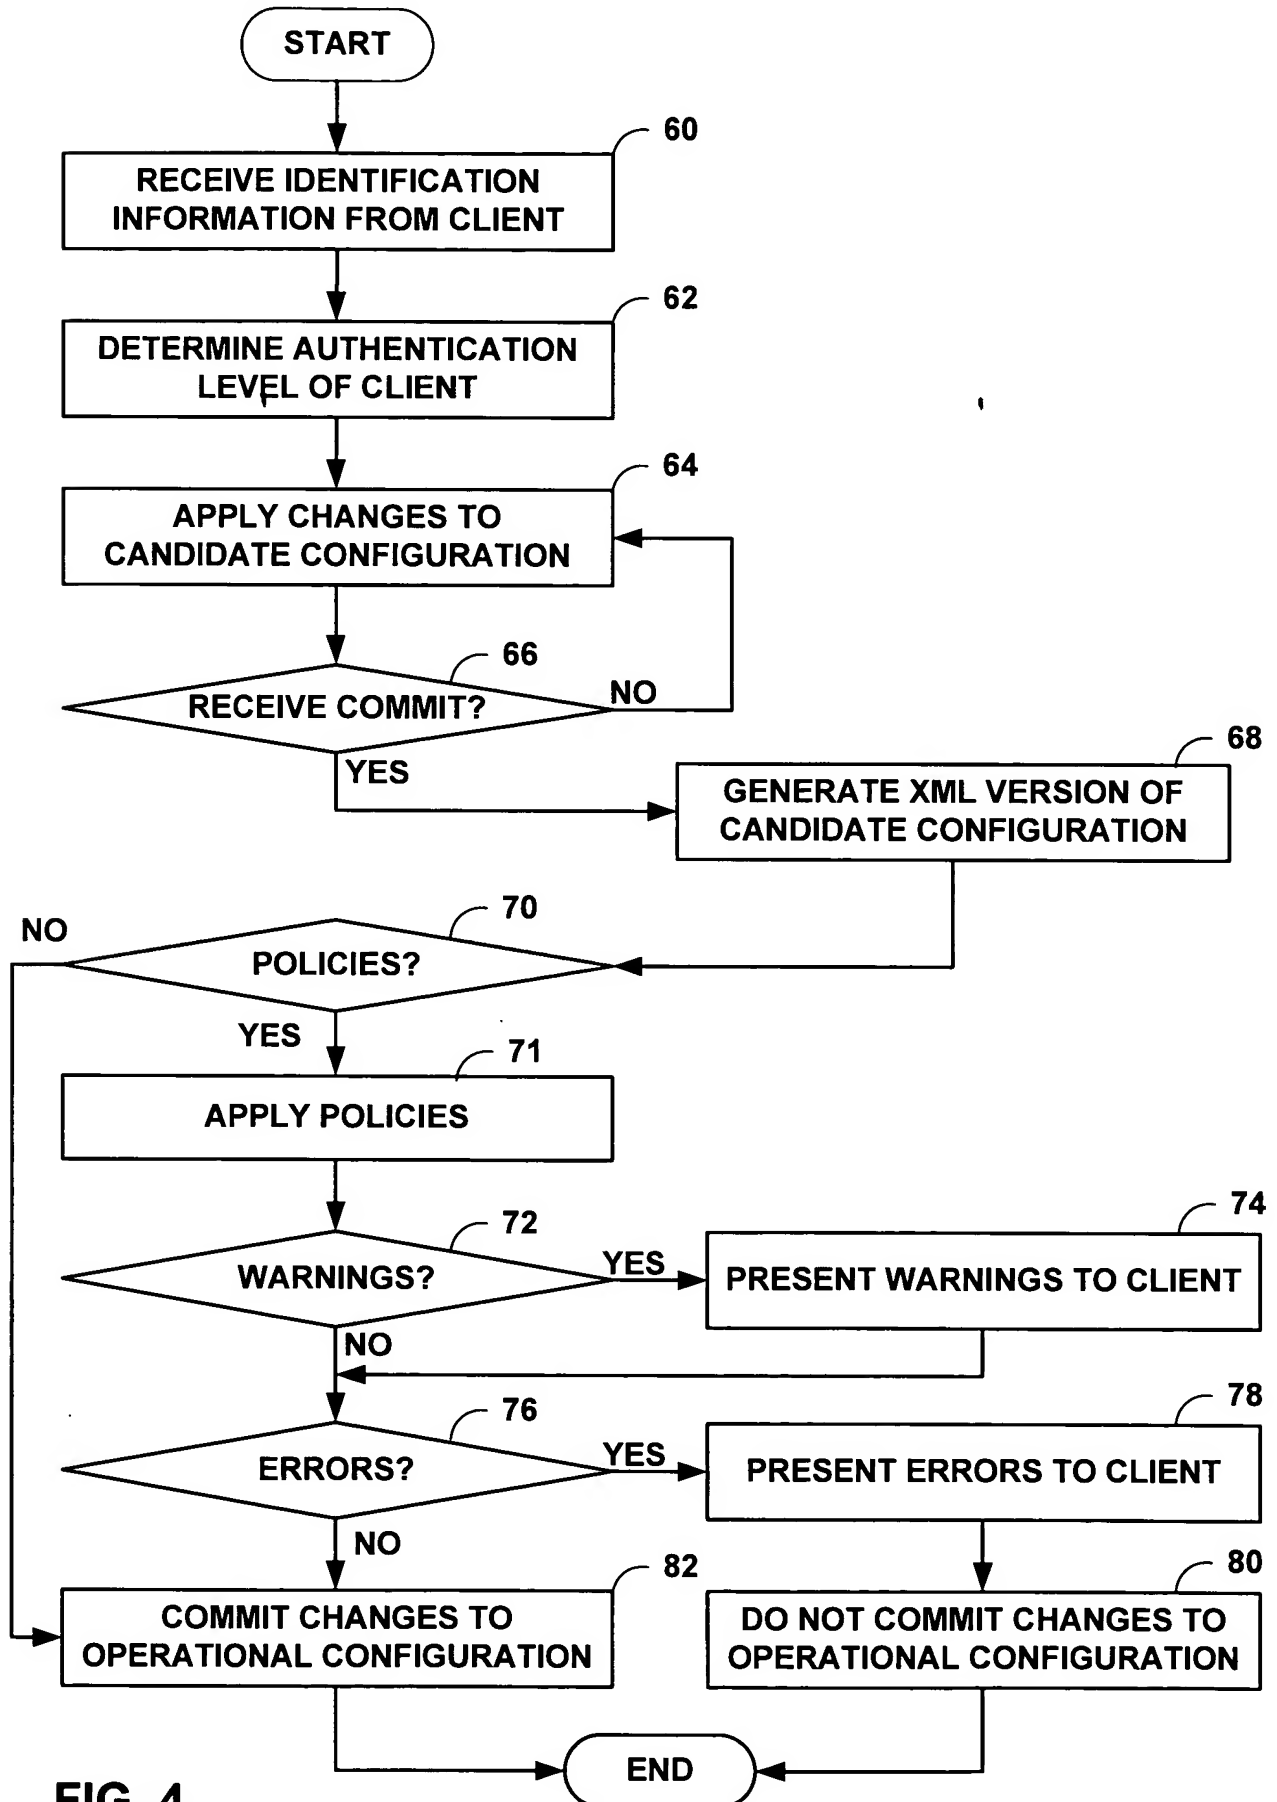 START
60
RECEIVE IDENTIFICATION
INFORMATION FROM CLIENT
62
DETERMINE AUTHENTICATION
LEVEL OF CLIENT
64
APPLY CHANGES TO
CANDIDATE CONFIGURATION
66
RECEIVE COMMIT?
NO
YES
68
GENERATE XML VERSION OF
CANDIDATE CONFIGURATION
70
NO
POLICIES?
YES
71
APPLY POLICIES
72
WARNINGS?
YES
74
PRESENT WARNINGS TO CLIENT
NO
76
ERRORS?
YES
78
PRESENT ERRORS TO CLIENT
NO
82
COMMIT CHANGES TO
OPERATIONAL CONFIGURATION
80
DO NOT COMMIT CHANGES TO
OPERATIONAL CONFIGURATION
END
FIG. 4